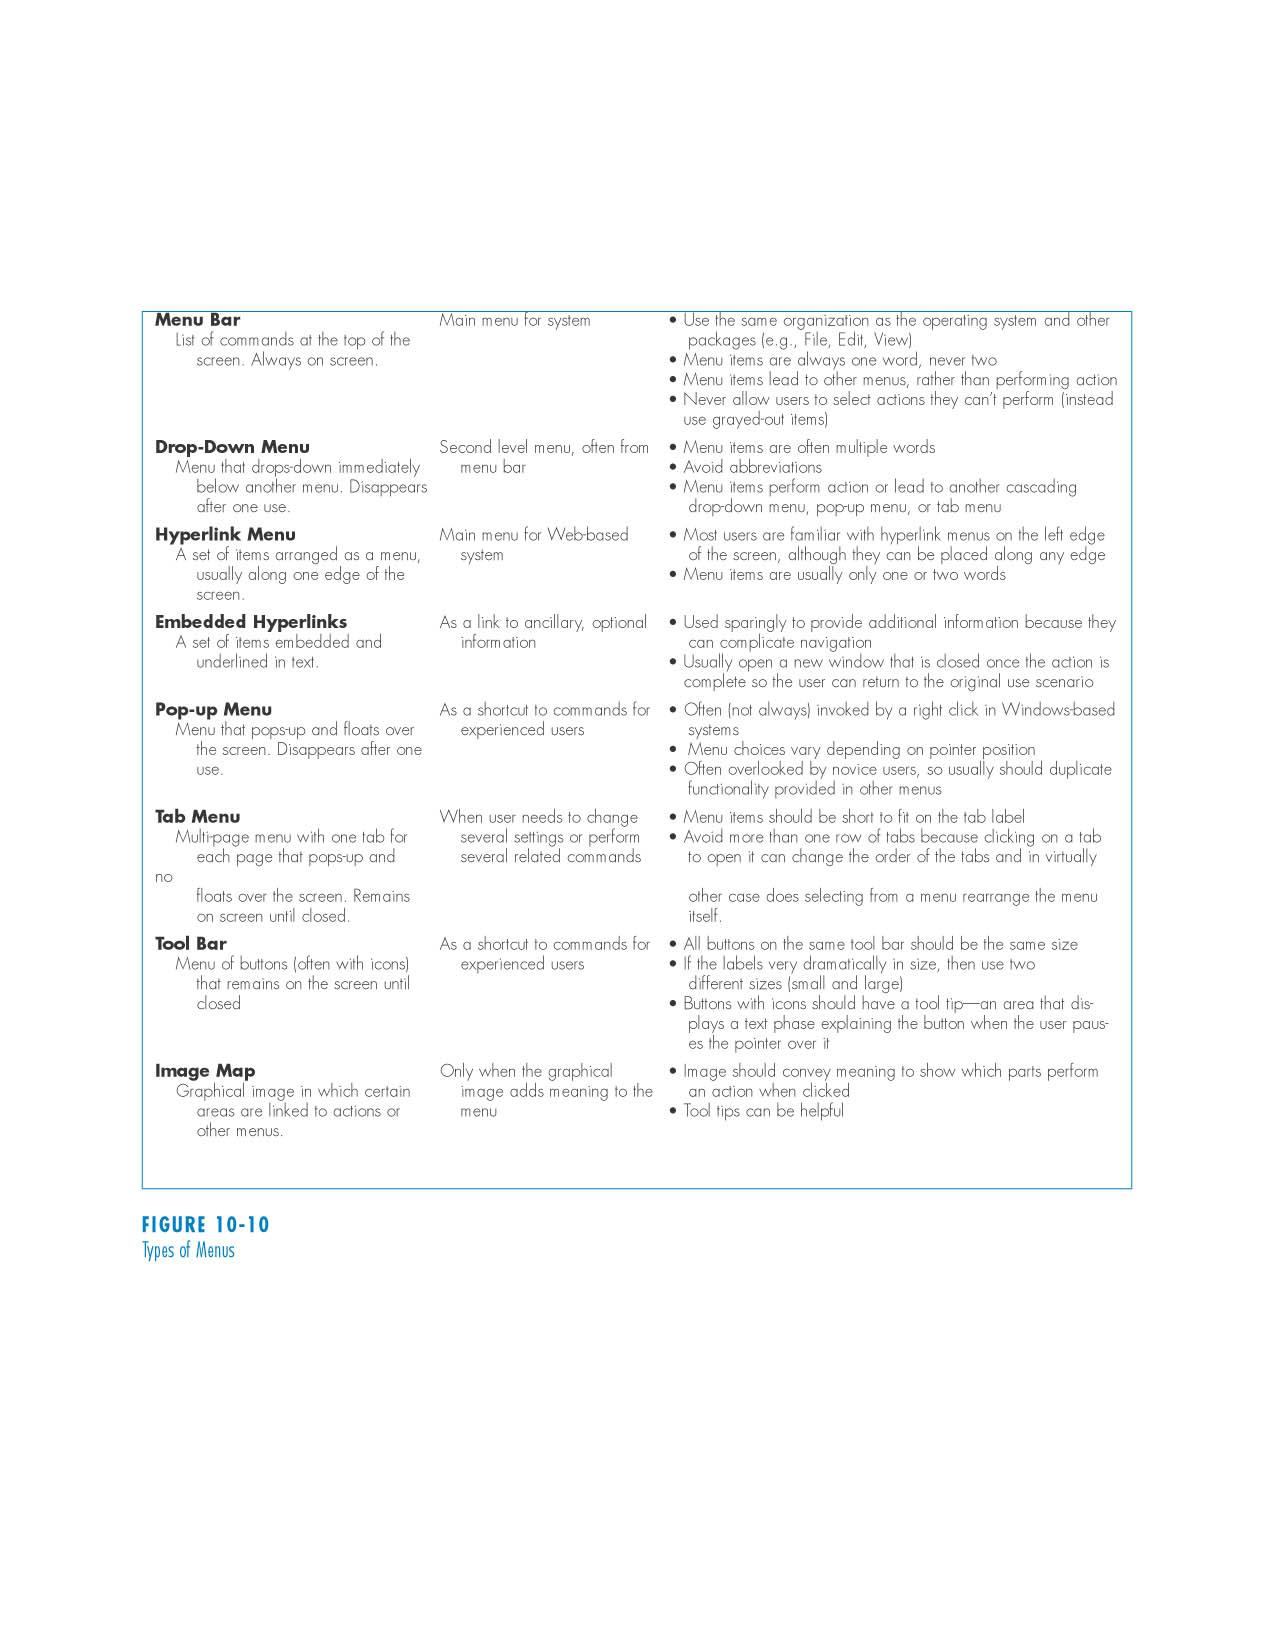 Menu Bar
List of commands at the top of the
screen. Always on screen.
Main menu for system
• Use the same organization as the operating system and other
packages (e.g., File, Edit, View)
• Menu items are always one word, never two
• Menu items lead to other menus, rather than performing action
• Never allow users to select actions they can't perform (instead
use grayed-out items)
Drop-Down Menu
Menu that drops-down immediately
below another menu. Disappears
after one use.
Second level menu, often from
menu bar
• Menu items are often multiple words
• Avoid abbreviations
• Menu items perform action or lead to another cascading
drop-down menu, pop-up menu, or tab menu
Hyperlink Menu
A set of items arranged as a menu,
usually along one edge of the
screen.
Main menu for Web-based
system
• Most users are familiar with hyperlink menus on the left edge
of the screen, although they can be placed along any edge
• Menu items are usually only one or two words
Embedded Hyperlinks
A set of items embedded and
underlined in text.
As a link to ancillary, optional
information
• Used sparingly to provide additional information because they
can complicate navigation
• Usually open a new window that is closed once the action is
complete so the user can return to the original use scenario
Pop-up Menu
Menu that pops-up and floats over
the screen. Disappears after one
use.
As a shortcut to commands for
experienced users
• Often (not always) invoked by a right click in Windows-based
systems
• Menu choices vary depending on pointer position
• Often overlooked by novice users, so usually should duplicate
functionality provided in other menus
Tab Menu
Multi-page menu with one tab for
each page that pops-up and
no
floats over the screen. Remains
on screen until closed.
When user needs to change
several settings or perform
several related commands
• Menu items should be short to fit on the tab label
• Avoid more than one row of tabs because clicking on a tab
to open it can change the order of the tabs and in virtually
other case does selecting from a menu rearrange the menu
itself.
Tool Bar
Menu of buttons (often with icons)
that remains on the screen until
closed
As a shortcut to commands for
experienced users
• All buttons on the same tool bar should be the same size
• If the labels very dramatically in size, then use two
different sizes (small and large)
• Buttons with icons should have a tool tip—an area that dis-
plays a text phase explaining the button when the user paus-
es the pointer over it
Image Map
Graphical image in which certain
areas are linked to actions or
other menus.
Only when the graphical
image adds meaning to the
menu
• Image should convey meaning to show which parts perform
an action when clicked
• Tool tips can be helpful
FIGURE 10-10
Types of Menus